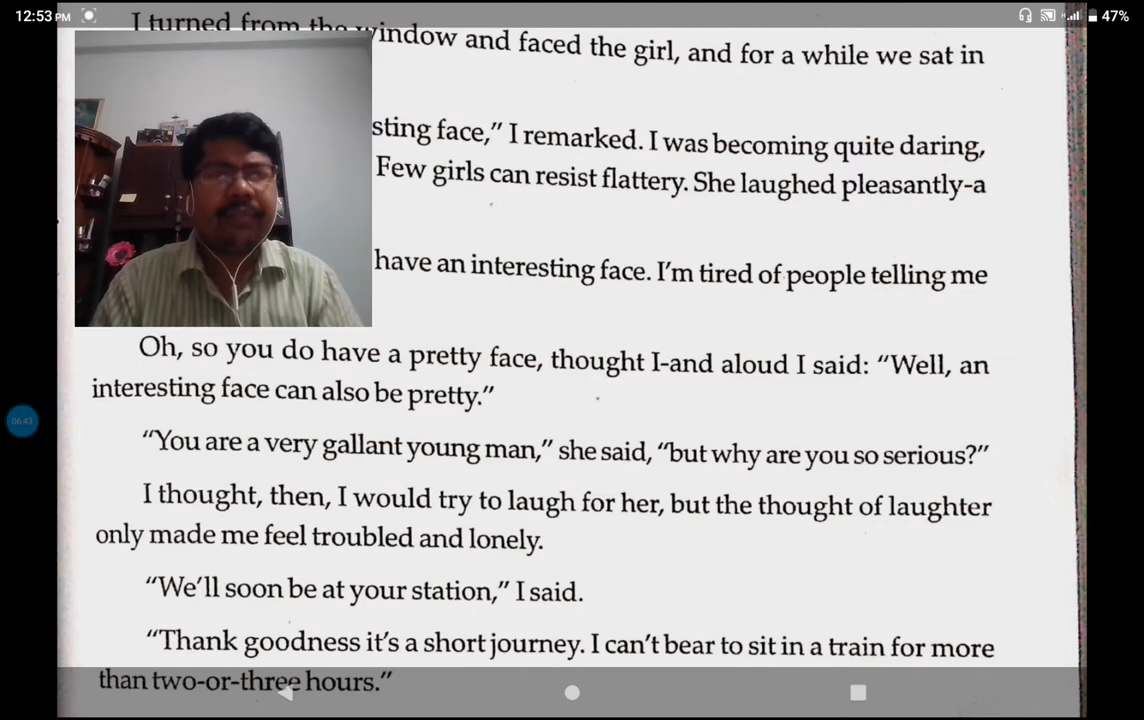 12:53 PM
47%
I turned from the window and faced the girl, and for a while we sat in
sting face,” I remarked. I was becoming quite daring,
Few girls can resist flattery. She laughed pleasantly-a
have an interesting face. I’m tired of people telling me
Oh, so you do have a pretty face, thought I-and aloud I said: “Well, an
interesting face can also be pretty.”
“You are a very gallant young man,” she said, “but why are you so serious?”
I thought, then, I would try to laugh for her, but the thought of laughter
only made me feel troubled and lonely.
06:43
“We’ll soon be at your station,” I said.
“Thank goodness it’s a short journey. I can’t bear to sit in a train for more
than two-or-three hours.”